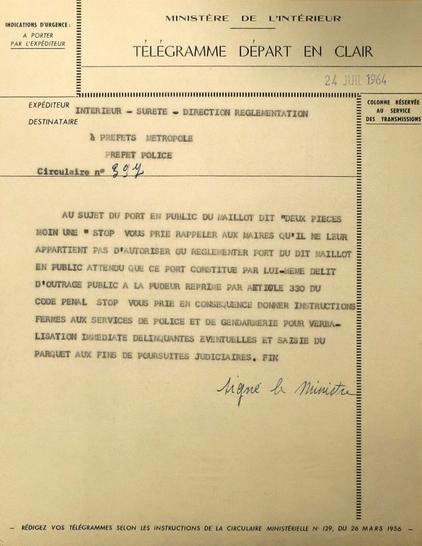 MINISTÈRE DE L'INTÉRIEUR
INDICATIONS D'URGENCE :
A PORTER
PAR L'EXPÉDITEUR
TÉLÉGRAMME DÉPART EN CLAIR
24 JUIL 1964
COLONNE RÉSERVÉE
AU SERVICE
DES TRANSMISSIONS
EXPÉDITEUR INTERIEUR - SURETE - DIRECTION REGLEMENTATION
DESTINATAIRE
à PREFETS METROPOLE
PREFET POLICE
Circulaire n° 397
AU SUJET DU PORT EN PUBLIC DU MAILLOT DIT "DEUX PIECES
MOIN UNE " STOP VOUS PRIE RAPPELER AUX MAIRES QU'IL NE LEUR
APPARTIENT PAS D'AUTORISER OU REGLEMENTER PORT DU DIT MAILLOT
EN PUBLIC ATTENDU QUE CE PORT CONSTITUE PAR LUI-MEME DELIT
D'OUTRAGE PUBLIC A LA PUDEUR REPRIME PAR ARTICLE 330 DU
CODE PENAL STOP VOUS PRIE EN CONSEQUENCE DONNER INSTRUCTIONS
FERMES AUX SERVICES DE POLICE ET DE GENDARMERIE POUR VERBA-
LISATION IMMEDIATE DELINQUANTES EVENTUELLES ET SAISIE DU
PARQUET AUX FINS DE POURSUITES JUDICIAIRES. FIN
signé le Ministre
— RÉDIGEZ VOS TÉLÉGRAMMES SELON LES INSTRUCTIONS DE LA CIRCULAIRE MINISTÉRIELLE N° 129, DU 26 MARS 1956 —